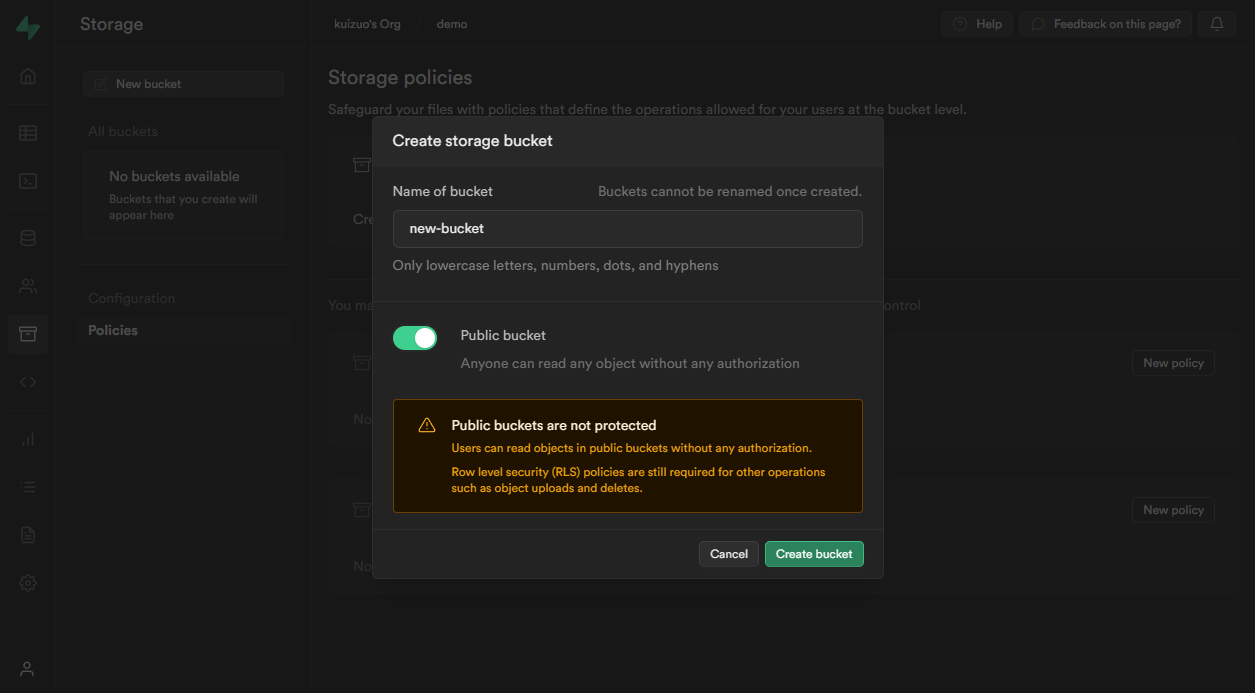 Storage
kuizuo's Org
demo
Help
Feedback on this page?
New bucket
All buckets
No buckets available
Buckets that you create will
appear here
Configuration
Policies
Storage policies
Safeguard your files with policies that define the operations allowed for your users at the bucket level.
Cre
You ma
ontrol
New policy
No
New policy
No
Create storage bucket
Name of bucket
Buckets cannot be renamed once created.
new-bucket
Only lowercase letters, numbers, dots, and hyphens
Public bucket
Anyone can read any object without any authorization
Public buckets are not protected
Users can read objects in public buckets without any authorization.
Row level security (RLS) policies are still required for other operations
such as object uploads and deletes.
Cancel
Create bucket